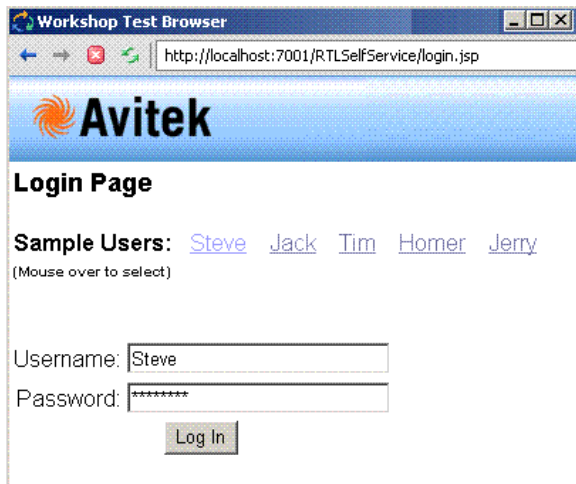 Workshop Test Browser
http://localhost:7001/RTLSelfService/login.jsp
Avitek
Login Page
Sample Users: Steve Jack Tim Homer Jerry
(Mouse over to select)
Username: Steve
Password: ********
Log In